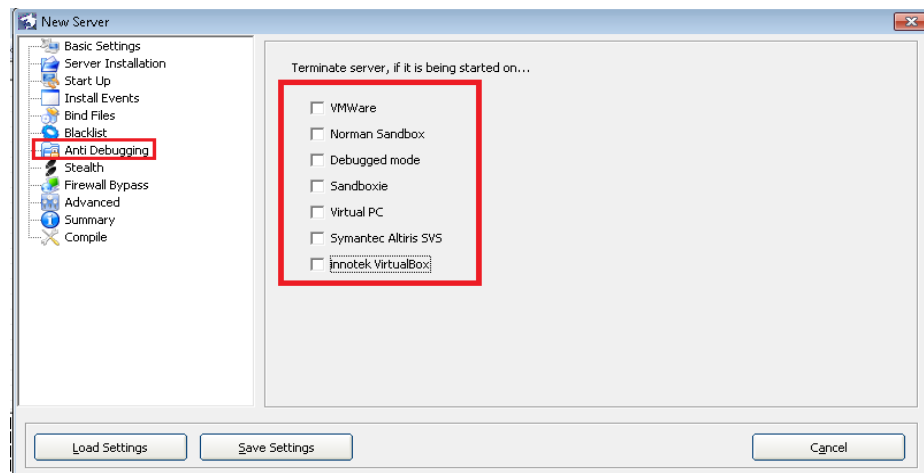 New Server
Basic Settings
Server Installation
Start Up
Install Events
Bind Files
Blacklist
Anti Debugging
Stealth
Firewall Bypass
Advanced
Summary
Compile
Terminate server, if it is being started on...
VMWare
Norman Sandbox
Debugged mode
Sandboxie
Virtual PC
Symantec Altiris SVS
innotek VirtualBox
Load Settings
Save Settings
Cancel